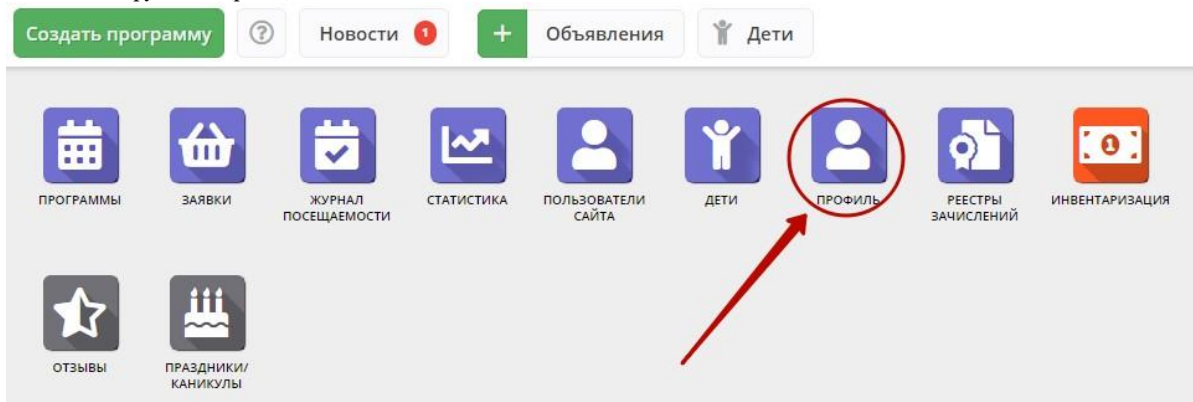 Создать программу
?
Новости 1
+ Объявления
Дети
ПРОГРАММЫ
ЗАЯВКИ
ЖУРНАЛ
ПОСЕЩАЕМОСТИ
СТАТИСТИКА
ПОЛЬЗОВАТЕЛИ
САЙТА
ДЕТИ
ПРОФИЛЬ
РЕЕСТРЫ
ЗАЧИСЛЕНИЙ
1
ИНВЕНТАРИЗАЦИЯ
ОТЗЫВЫ
ПРАЗДНИКИ/
КАНИКУЛЫ